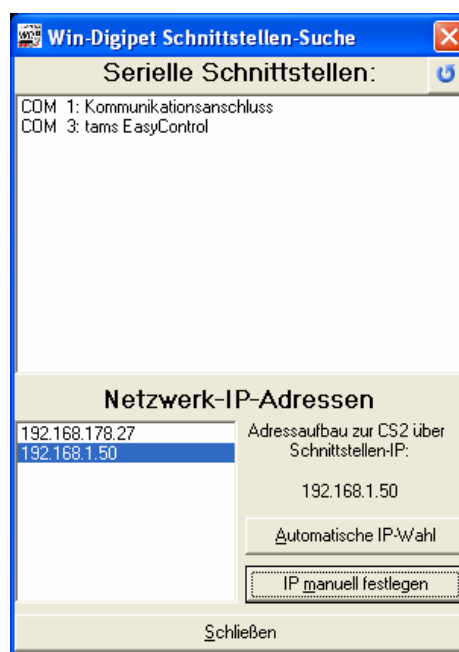 Win-Digipet Schnittstellen-Suche
Serielle Schnittstellen:
COM 1: Kommunikationsanschluss
COM 3: tams EasyControl
Netzwerk-IP-Adressen
192.168.178.27
192.168.1.50
Adressaufbau zur CS2 über
Schnittstellen-IP:
192.168.1.50
Automatische IP-Wahl
IP manuell festlegen
Schließen